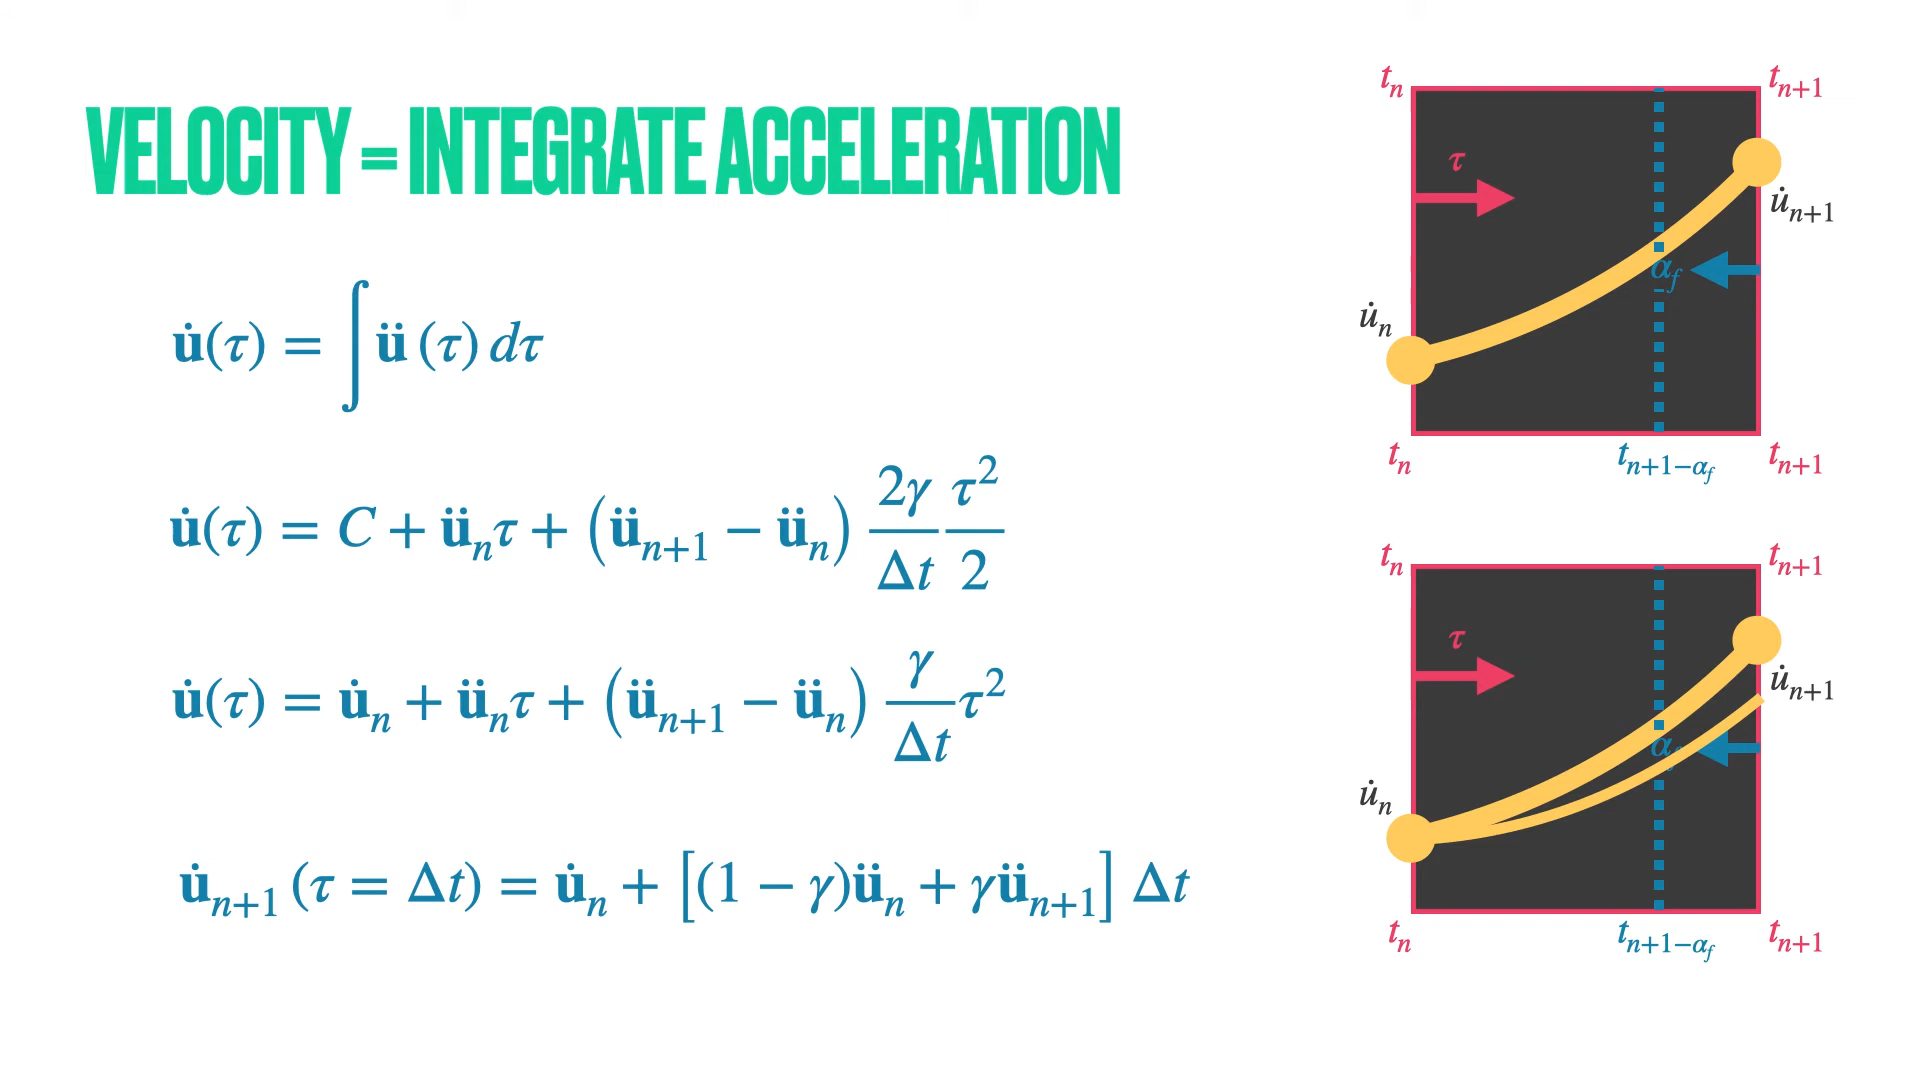 VELOCITY = INTEGRATE ACCELERATION
u̇(τ) = ∫ ü (τ) dτ
u̇(τ) = C + üₙτ + (üₙ₊₁ − üₙ) 2γ/Δt τ²/2
u̇(τ) = u̇ₙ + üₙτ + (üₙ₊₁ − üₙ) γ/Δt τ²
u̇ₙ₊₁ (τ = Δt) = u̇ₙ + [(1 − γ)üₙ + γüₙ₊₁] Δt
tₙ tₙ₊₁
τ
u̇ₙ₊₁
α_f
u̇ₙ
tₙ t_{n+1−α_f} tₙ₊₁
tₙ tₙ₊₁
τ
u̇ₙ₊₁
α
u̇ₙ
tₙ t_{n+1−α_f} tₙ₊₁